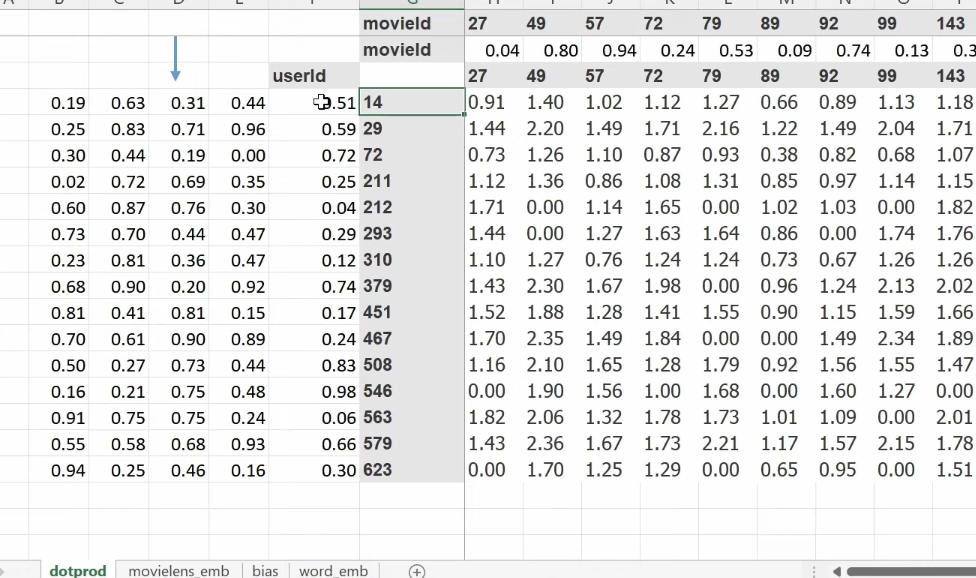 movieId 27 49 57 72 79 89 92 99 143
movieId 0.04 0.80 0.94 0.24 0.53 0.09 0.74 0.13
userId 27 49 57 72 79 89 92 99 143
0.19 0.63 0.31 0.44 .51 14 0.91 1.40 1.02 1.12 1.27 0.66 0.89 1.13 1.18
0.25 0.83 0.71 0.96 0.59 29 1.44 2.20 1.49 1.71 2.16 1.22 1.49 2.04 1.71
0.30 0.44 0.19 0.00 0.72 72 0.73 1.26 1.10 0.87 0.93 0.38 0.82 0.68 1.07
0.02 0.72 0.69 0.35 0.25 211 1.12 1.36 0.86 1.08 1.31 0.85 0.97 1.14 1.15
0.60 0.87 0.76 0.30 0.04 212 1.71 0.00 1.14 1.65 0.00 1.02 1.03 0.00 1.82
0.73 0.70 0.44 0.47 0.29 293 1.44 0.00 1.27 1.63 1.64 0.86 0.00 1.74 1.76
0.23 0.81 0.36 0.47 0.12 310 1.10 1.27 0.76 1.24 1.24 0.73 0.67 1.26 1.26
0.68 0.90 0.20 0.92 0.74 379 1.43 2.30 1.67 1.98 0.00 0.96 1.24 2.13 2.02
0.81 0.41 0.81 0.15 0.17 451 1.52 1.88 1.28 1.41 1.55 0.90 1.15 1.59 1.66
0.70 0.61 0.90 0.89 0.24 467 1.70 2.35 1.49 1.84 0.00 0.00 1.49 2.34 1.89
0.50 0.27 0.73 0.44 0.83 508 1.16 2.10 1.65 1.28 1.79 0.92 1.56 1.55 1.47
0.16 0.21 0.75 0.48 0.98 546 0.00 1.90 1.56 1.00 1.68 0.00 1.60 1.27 0.00
0.91 0.75 0.75 0.24 0.06 563 1.82 2.06 1.32 1.78 1.73 1.01 1.09 0.00 2.01
0.55 0.58 0.68 0.93 0.66 579 1.43 2.36 1.67 1.73 2.21 1.17 1.57 2.15 1.78
0.94 0.25 0.46 0.16 0.30 623 0.00 1.70 1.25 1.29 0.00 0.65 0.95 0.00 1.51
dotprod movielens_emb bias word_emb